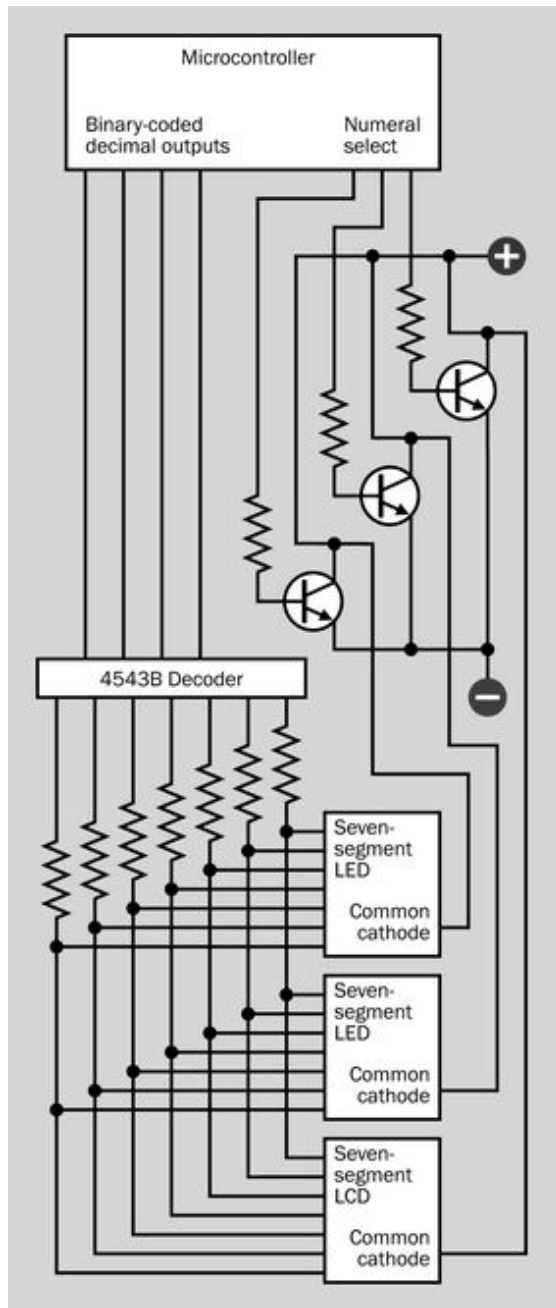 Microcontroller
Binary-coded
decimal outputs
Numeral
select
+
4543B Decoder
−
Seven-
segment
LED
Common
cathode
Seven-
segment
LED
Common
cathode
Seven-
segment
LCD
Common
cathode